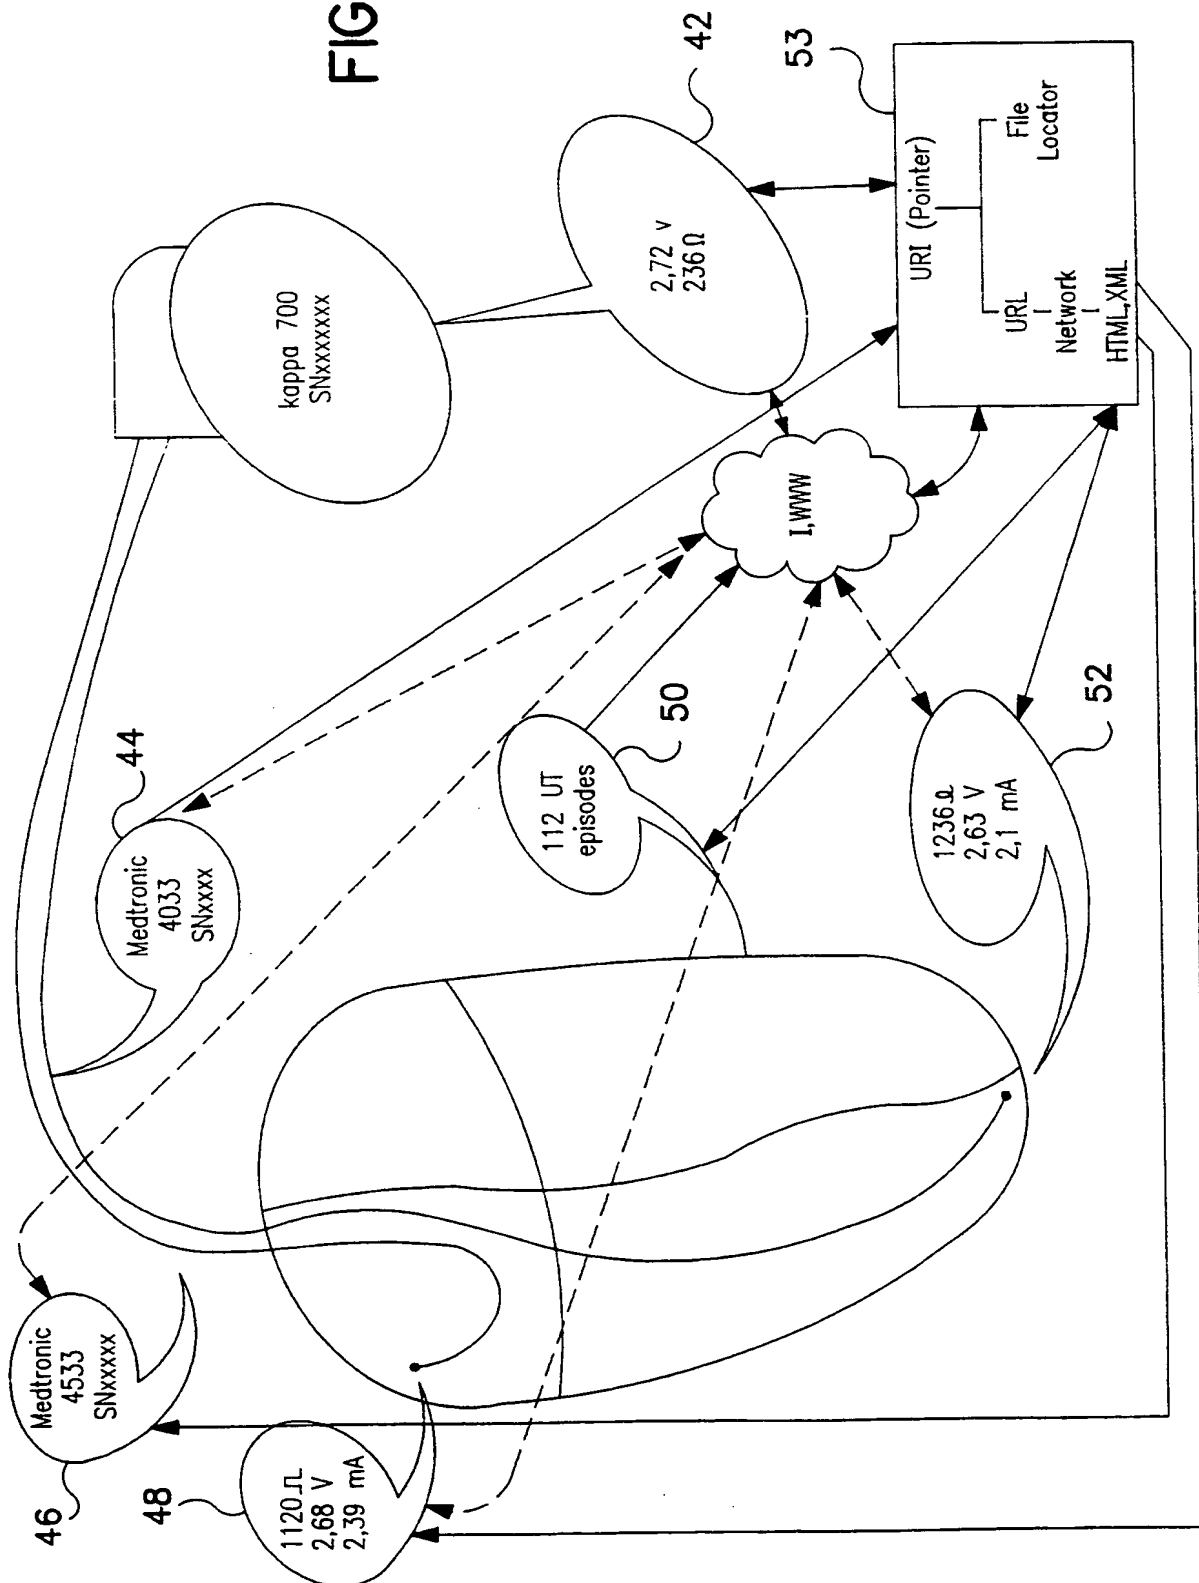 FIG
42
53
kappa 700
SNxxxxxxx
2,72 v
236 Ω
URI (Pointer)
URL
File
Locator
Network
HTML,XML
I,WWW
44
Medtronic
4033
SNxxxx
50
112 UT
episodes
52
1236Ω
2,63 V
2,1 mA
46
Medtronic
4533
SNxxxxx
48
1120Ω
2,68 V
2,39 mA